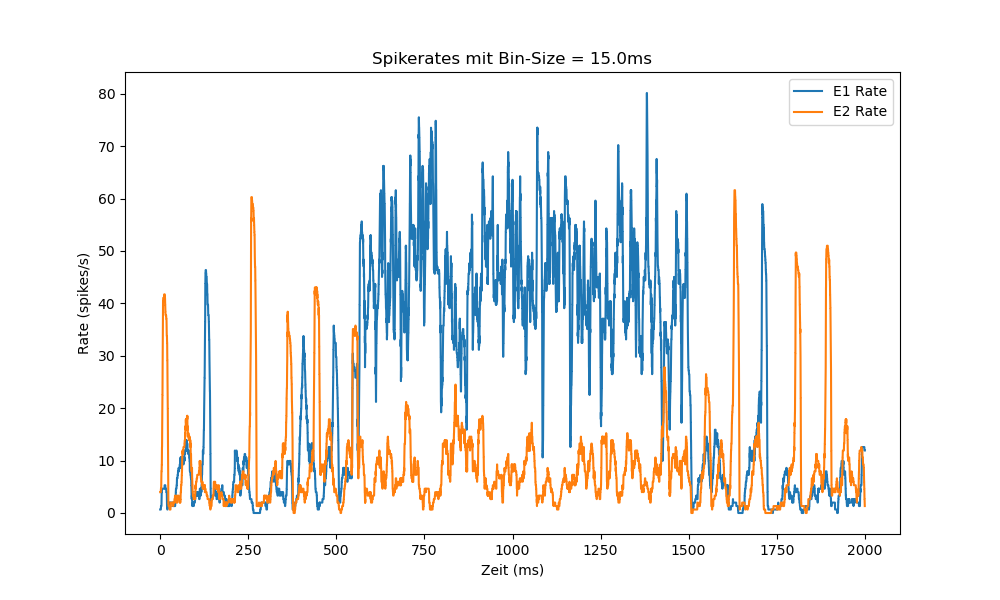 Spikerates mit Bin-Size = 15.0ms
E1 Rate
E2 Rate
Rate (spikes/s)
80
70
60
50
40
30
20
10
0
0 250 500 750 1000 1250 1500 1750 2000
Zeit (ms)